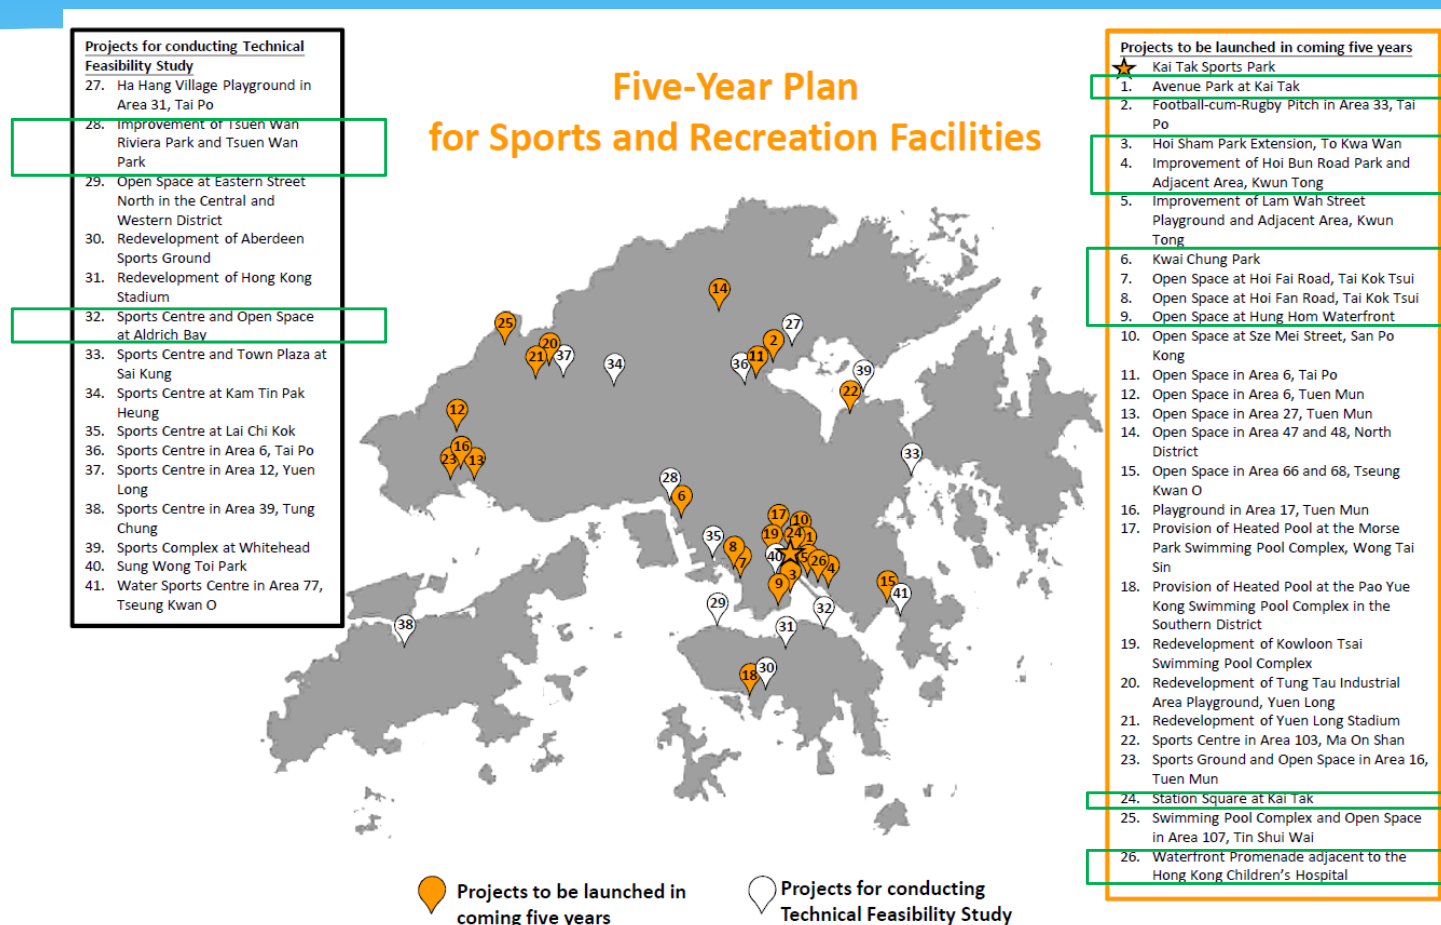 Projects for conducting Technical
Feasibility Study
27. Ha Hang Village Playground in
Area 31, Tai Po
28. Improvement of Tsuen Wan
Riviera Park and Tsuen Wan
Park
29. Open Space at Eastern Street
North in the Central and
Western District
30. Redevelopment of Aberdeen
Sports Ground
31. Redevelopment of Hong Kong
Stadium
32. Sports Centre and Open Space
at Aldrich Bay
33. Sports Centre and Town Plaza at
Sai Kung
34. Sports Centre at Kam Tin Pak
Heung
35. Sports Centre at Lai Chi Kok
36. Sports Centre in Area 6, Tai Po
37. Sports Centre in Area 12, Yuen
Long
38. Sports Centre in Area 39, Tung
Chung
39. Sports Complex at Whitehead
40. Sung Wong Toi Park
41. Water Sports Centre in Area 77,
Tseung Kwan O
Five-Year Plan
for Sports and Recreation Facilities
14
25
27
20
2
21
37
34
36
11
39
22
12
16
23
13
33
28
6
17
10
19
24
1
35
8
7
40
5
26
4
3
9
15
41
29
32
31
38
18
30
Projects to be launched in
coming five years
Projects for conducting
Technical Feasibility Study
Projects to be launched in coming five years
Kai Tak Sports Park
1. Avenue Park at Kai Tak
2. Football-cum-Rugby Pitch in Area 33, Tai
Po
3. Hoi Sham Park Extension, To Kwa Wan
4. Improvement of Hoi Bun Road Park and
Adjacent Area, Kwun Tong
5. Improvement of Lam Wah Street
Playground and Adjacent Area, Kwun
Tong
6. Kwai Chung Park
7. Open Space at Hoi Fai Road, Tai Kok Tsui
8. Open Space at Hoi Fan Road, Tai Kok Tsui
9. Open Space at Hung Hom Waterfront
10. Open Space at Sze Mei Street, San Po
Kong
11. Open Space in Area 6, Tai Po
12. Open Space in Area 6, Tuen Mun
13. Open Space in Area 27, Tuen Mun
14. Open Space in Area 47 and 48, North
District
15. Open Space in Area 66 and 68, Tseung
Kwan O
16. Playground in Area 17, Tuen Mun
17. Provision of Heated Pool at the Morse
Park Swimming Pool Complex, Wong Tai
Sin
18. Provision of Heated Pool at the Pao Yue
Kong Swimming Pool Complex in the
Southern District
19. Redevelopment of Kowloon Tsai
Swimming Pool Complex
20. Redevelopment of Tung Tau Industrial
Area Playground, Yuen Long
21. Redevelopment of Yuen Long Stadium
22. Sports Centre in Area 103, Ma On Shan
23. Sports Ground and Open Space in Area 16,
Tuen Mun
24. Station Square at Kai Tak
25. Swimming Pool Complex and Open Space
in Area 107, Tin Shui Wai
26. Waterfront Promenade adjacent to the
Hong Kong Children's Hospital